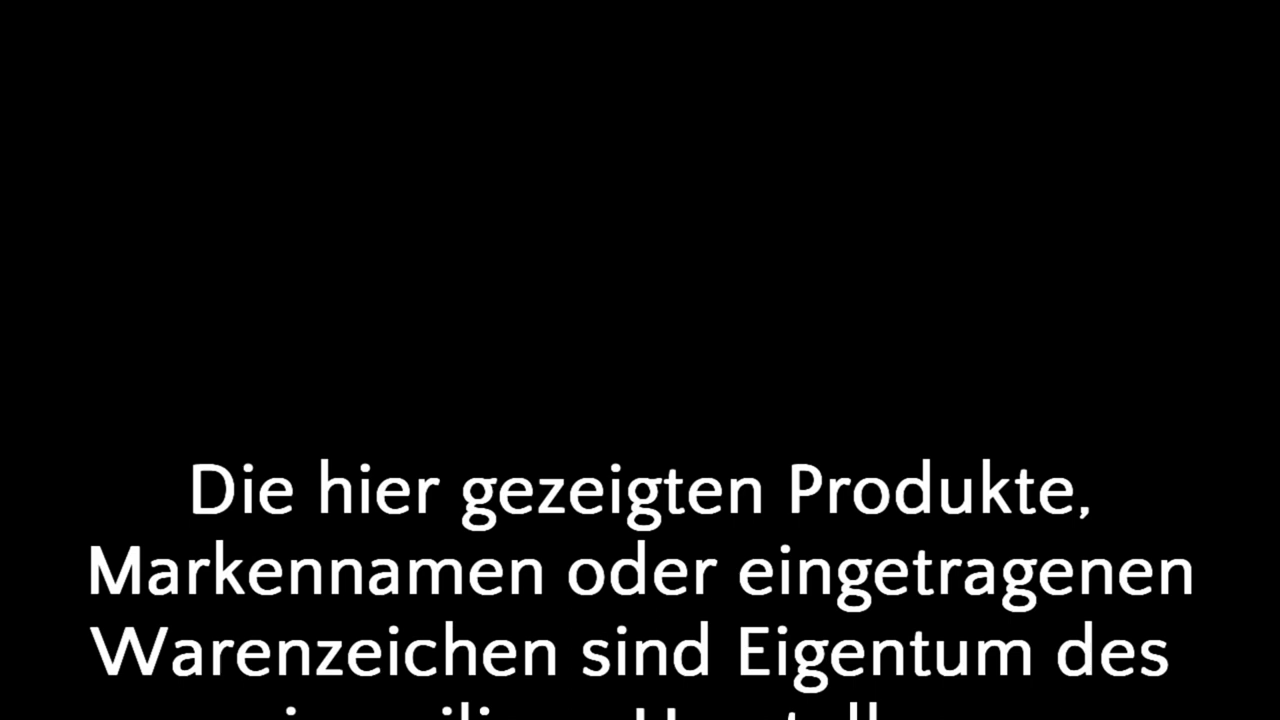 Die hier gezeigten Produkte,
Markennamen oder eingetragenen
Warenzeichen sind Eigentum des